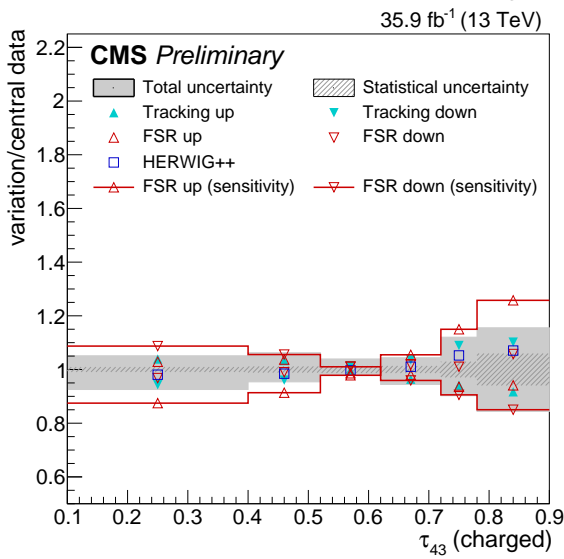 35.9 fb⁻¹ (13 TeV)
CMS Preliminary
Total uncertainty
Statistical uncertainty
Tracking up
Tracking down
FSR up
FSR down
HERWIG++
FSR up (sensitivity)
FSR down (sensitivity)
variation/central data
2.2
2
1.8
1.6
1.4
1.2
1
0.8
0.6
0.1 0.2 0.3 0.4 0.5 0.6 0.7 0.8 0.9
τ₄₃ (charged)